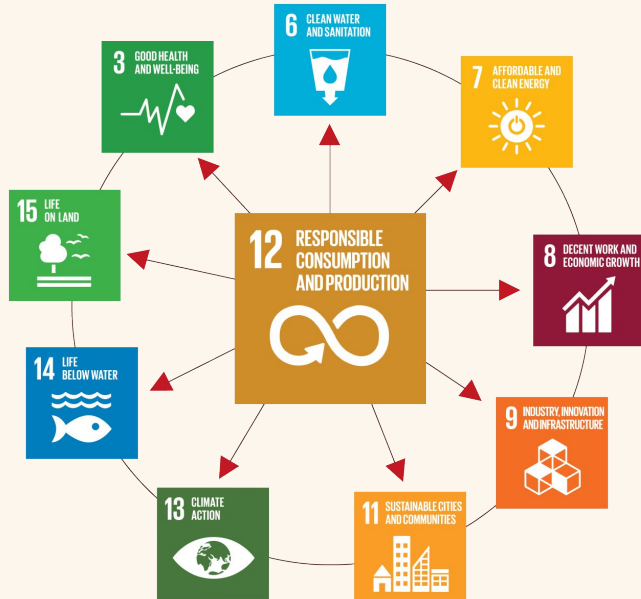 6 CLEAN WATER
AND SANITATION
3 GOOD HEALTH
AND WELL-BEING
7 AFFORDABLE AND
CLEAN ENERGY
15 LIFE
ON LAND
12 RESPONSIBLE
CONSUMPTION
AND PRODUCTION
8 DECENT WORK AND
ECONOMIC GROWTH
14 LIFE
BELOW WATER
9 INDUSTRY, INNOVATION
AND INFRASTRUCTURE
13 CLIMATE
ACTION
11 SUSTAINABLE CITIES
AND COMMUNITIES